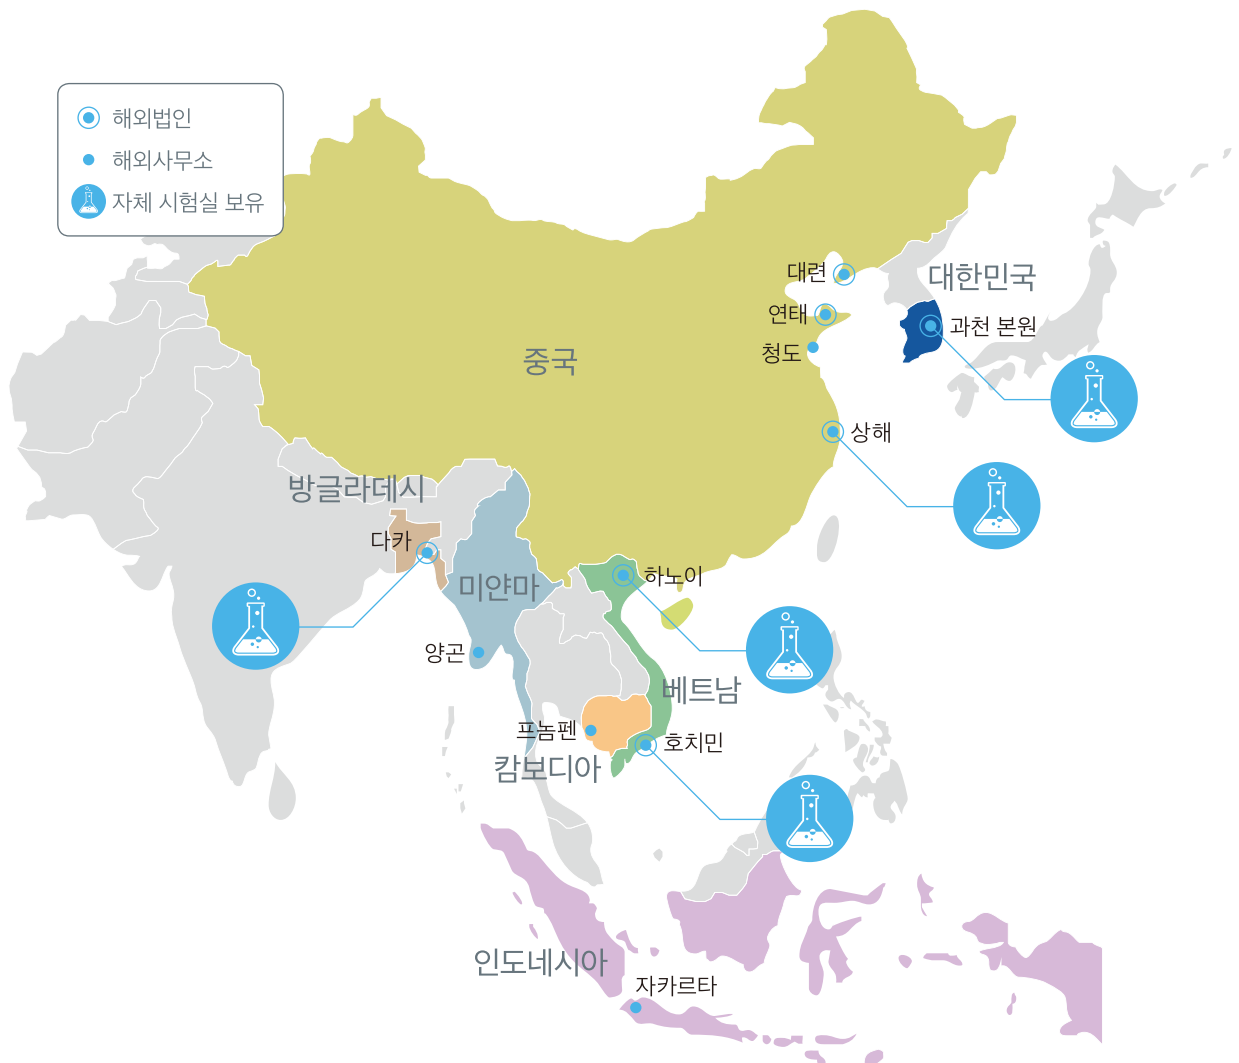 해외법인
해외사무소
자체 시험실 보유
대련
대한민국
연태
과천 본원
청도
중국
상해
방글라데시
다카
하노이
미얀마
양곤
베트남
프놈펜
호치민
캄보디아
인도네시아
자카르타